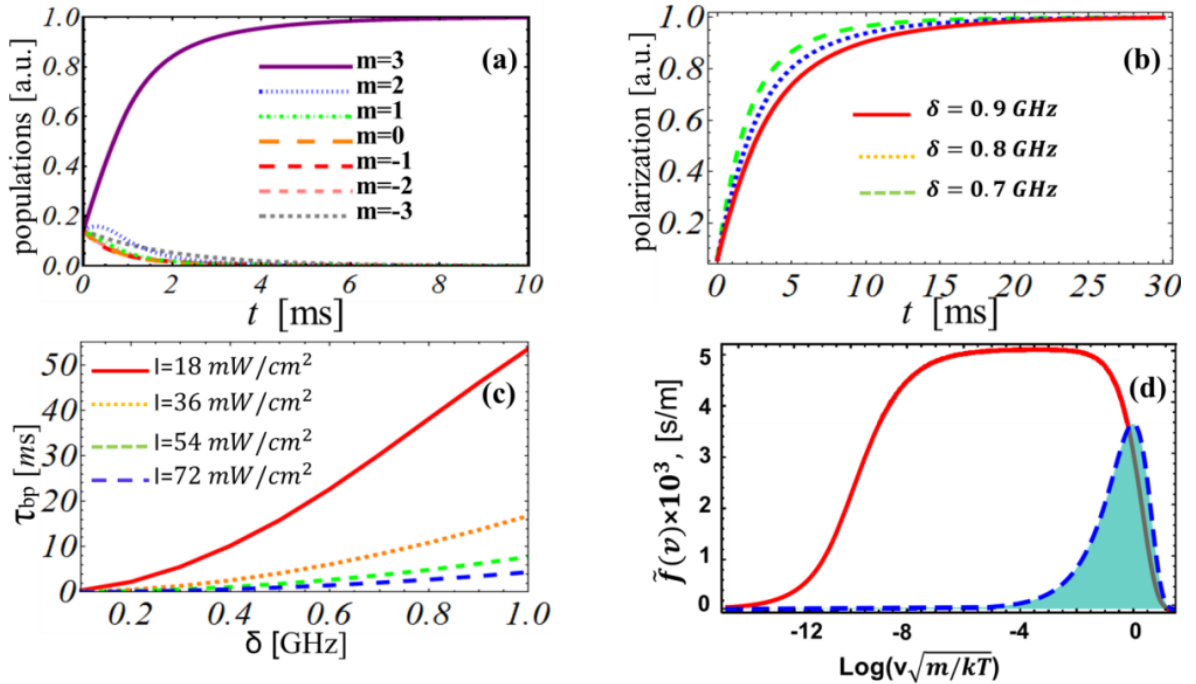 populations [a.u.]
1.0
0.8
0.6
0.4
0.2
0.0
(a)
m=3
m=2
m=1
m=0
m=-1
m=-2
m=-3
0 2 4 6 8 10
t [ms]
polarization [a.u.]
1.0
0.8
0.6
0.4
0.2
(b)
δ = 0.9 GHz
δ = 0.8 GHz
δ = 0.7 GHz
0 5 10 15 20 25 30
t [ms]
τbp [ms]
50
40
30
20
10
0
(c)
I=18 mW/cm²
I=36 mW/cm²
I=54 mW/cm²
I=72 mW/cm²
0.2 0.4 0.6 0.8 1.0
δ [GHz]
f̃(v)×10³, [s/m]
5
4
3
2
1
0
(d)
-12 -8 -4 0
Log(v√m/kT)